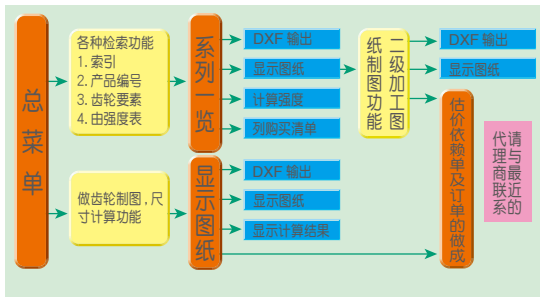 总菜单
各种检索功能
1. 索引
2. 产品编号
3. 齿轮要素
4. 由强度表
做齿轮制图，尺
寸计算功能
系列一览
DXF 输出
显示图纸
计算强度
列购买清单
显示图纸
DXF 输出
显示图纸
显示计算结果
二级加工图
纸制图功能
DXF 输出
显示图纸
估价依赖单及订单的做成
请与最近的
代理商联系